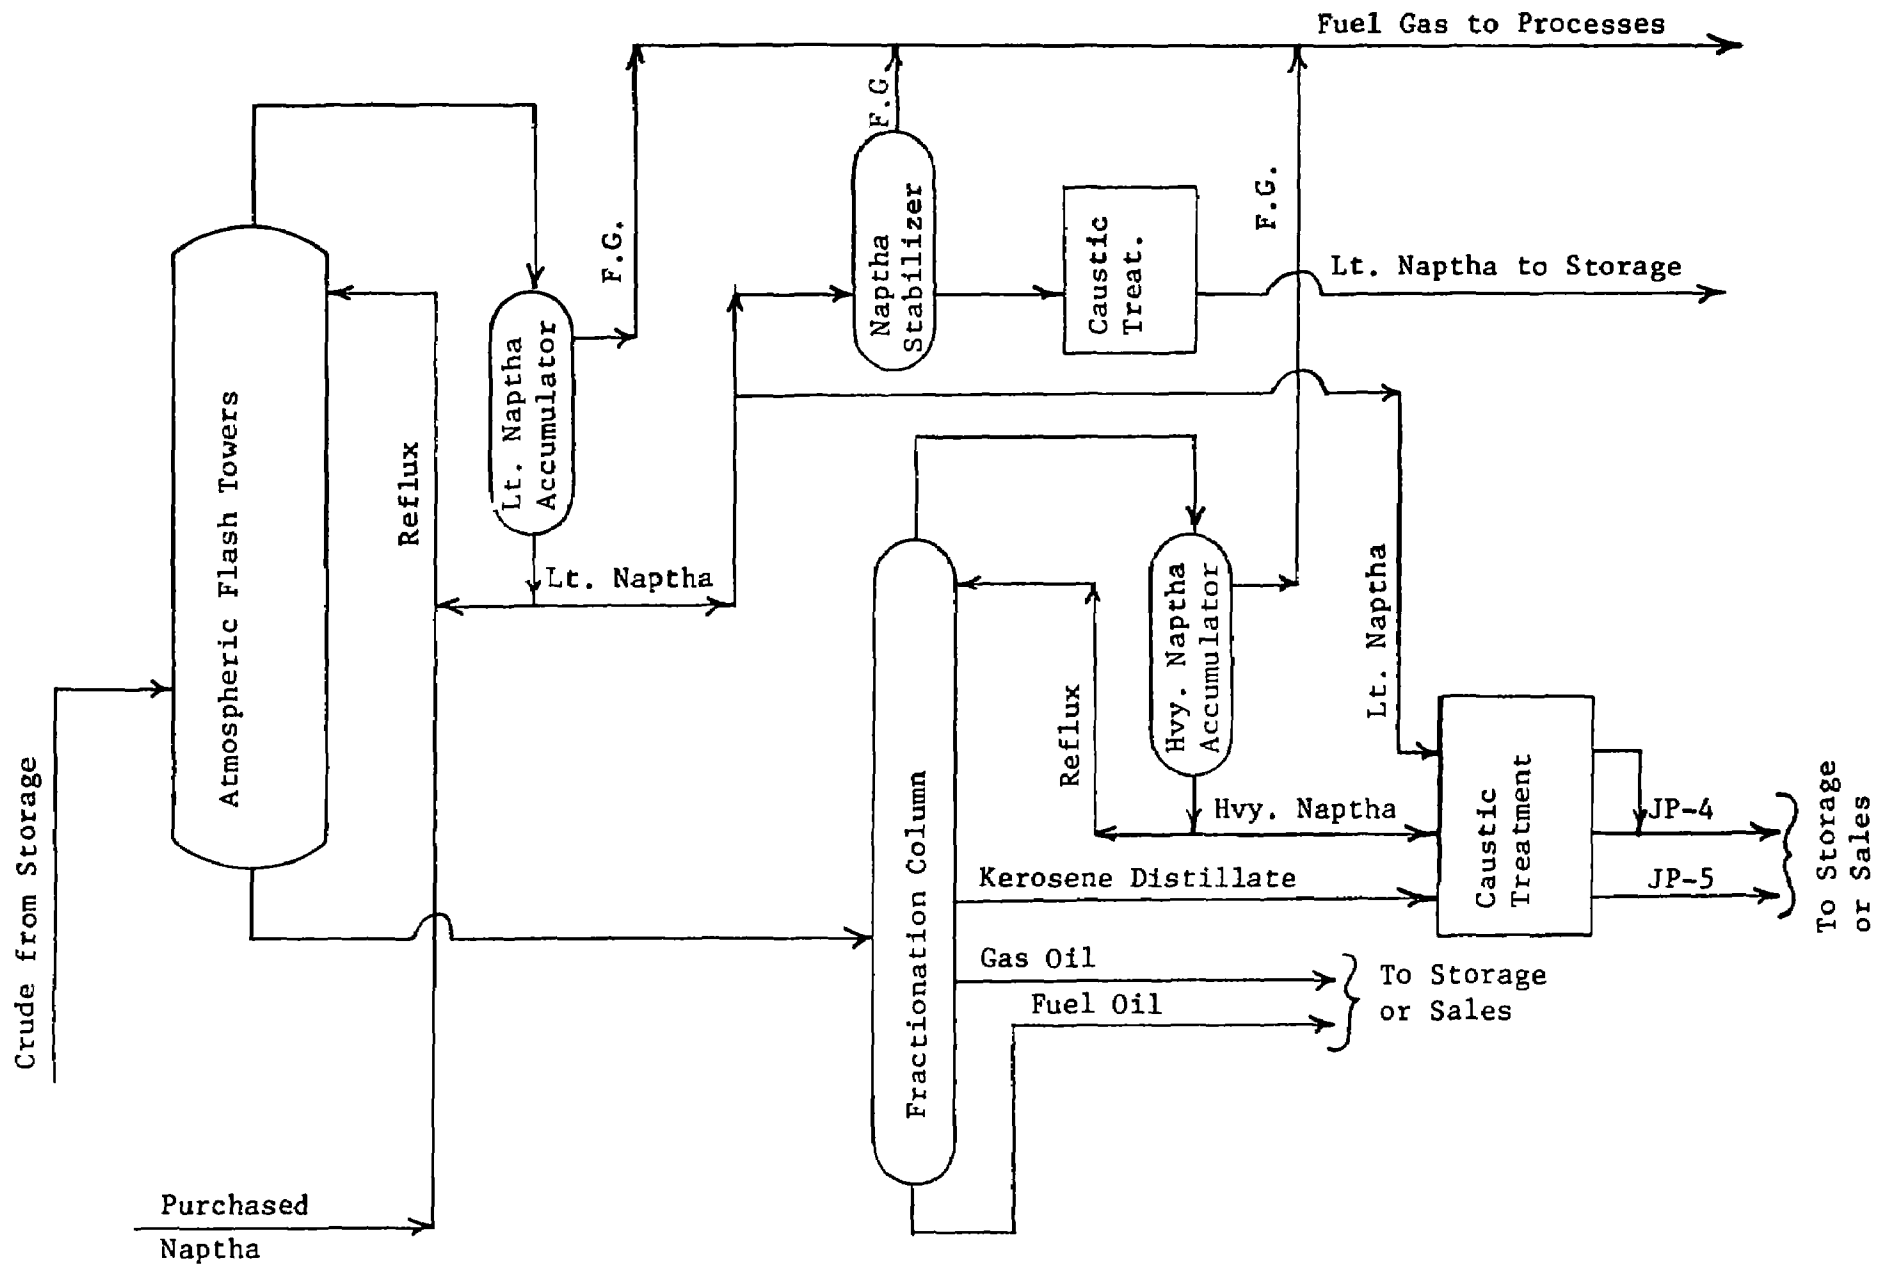 Fuel Gas to Processes
F.G.
F.G
F.G.
Naptha
Stabilizer
Caustic
Treat.
Lt. Naptha to Storage
Lt. Naptha
Accumulator
Atmospheric Flash Towers
Reflux
Lt. Naptha
Lt. Naptha
Hvy. Naptha
Accumulator
Reflux
Hvy. Naptha
Caustic
Treatment
JP-4
JP-5
To Storage
or Sales
Kerosene Distillate
Fractionation Column
Gas Oil
Fuel Oil
To Storage
or Sales
Crude from Storage
Purchased
Naptha